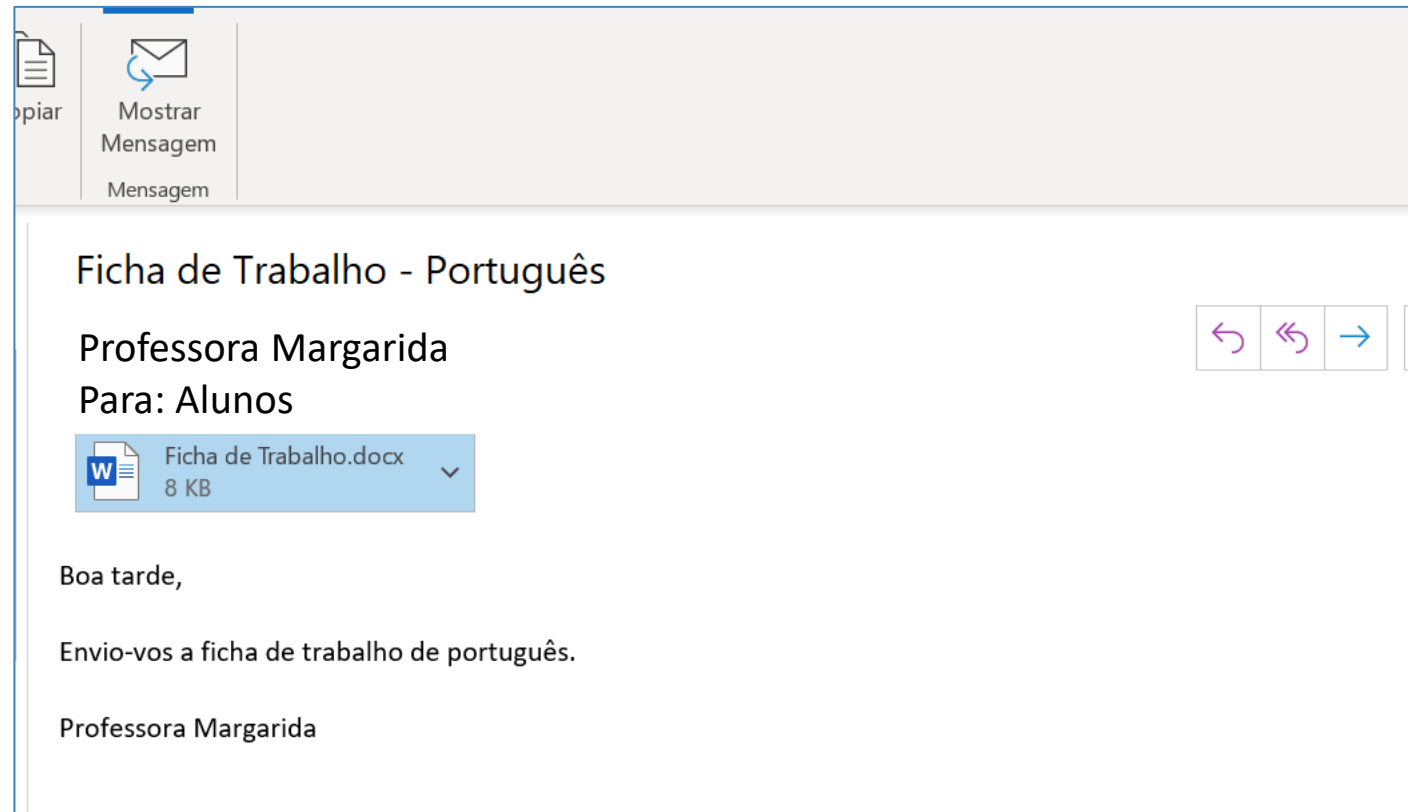 opiar
Mostrar
Mensagem
Mensagem
Ficha de Trabalho - Português
Professora Margarida
Para: Alunos
W
Ficha de Trabalho.docx
8 KB
Boa tarde,
Envio-vos a ficha de trabalho de português.
Professora Margarida